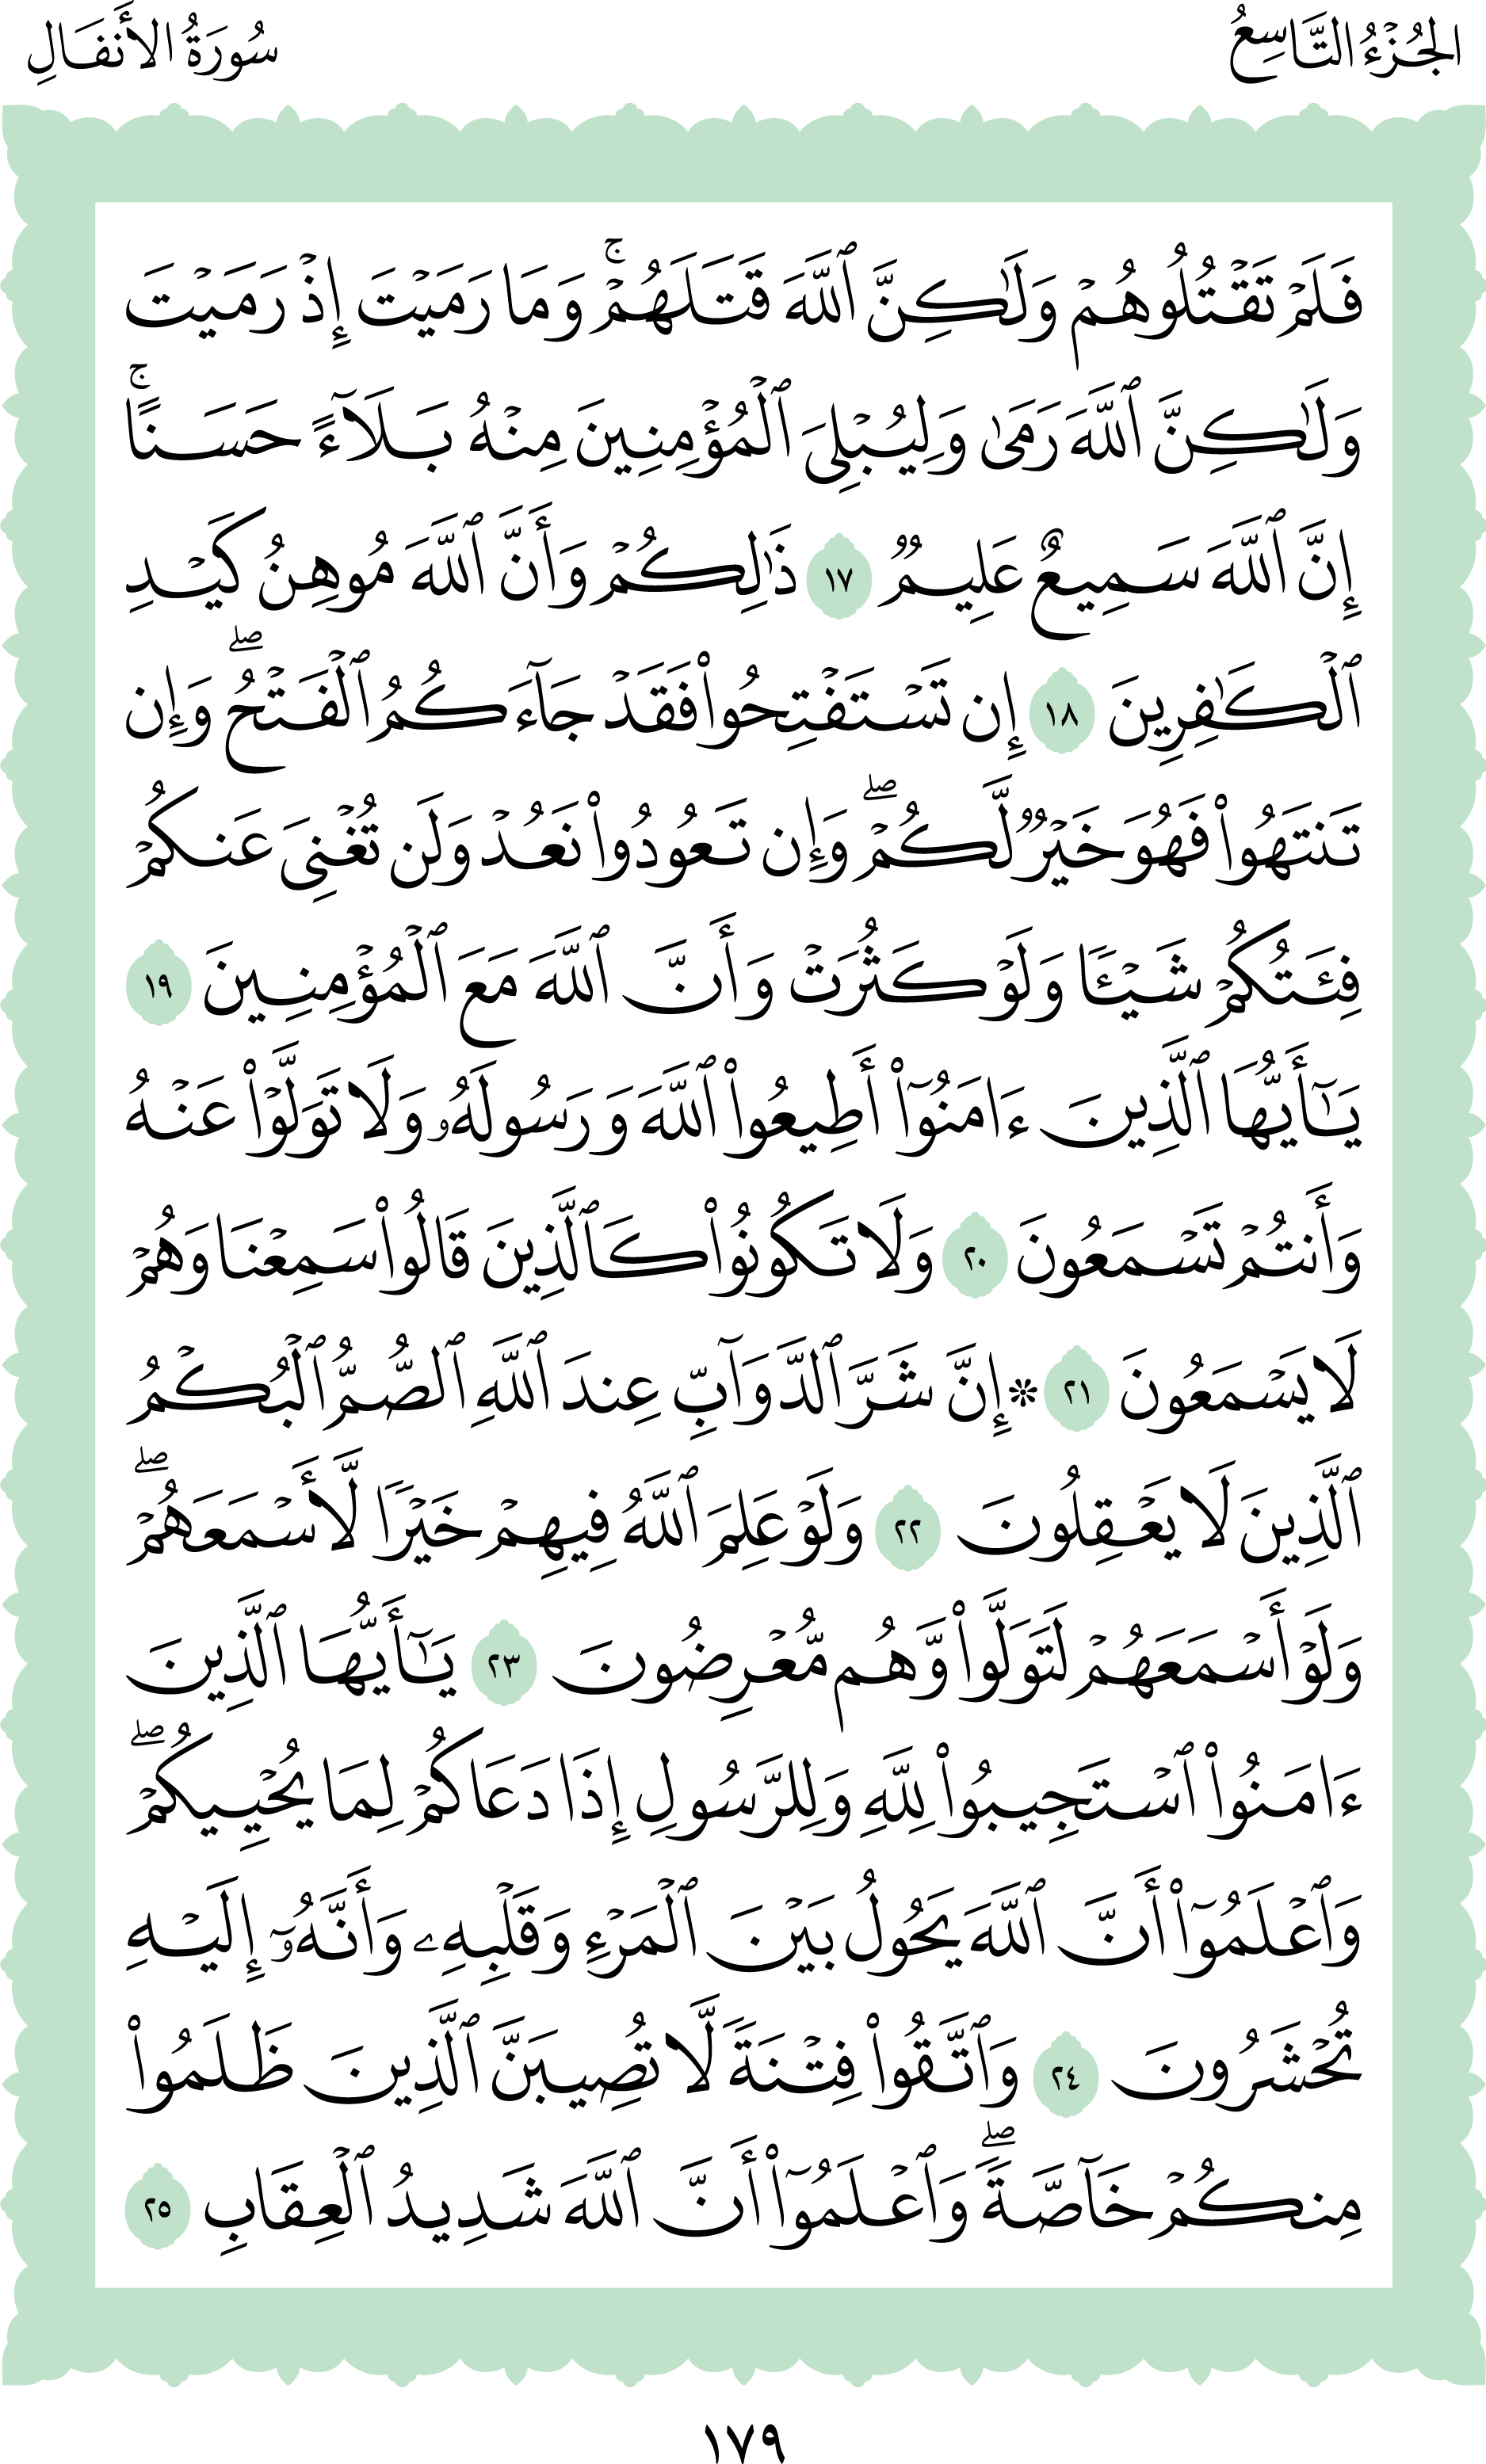 الجُزْءُ التَّاسِعُ
سُورَةُ الأَنفَالِ
فَلَمۡ تَقۡتُلُوهُمۡ وَلَٰكِنَّ ٱللَّهَ قَتَلَهُمۡۚ وَمَا رَمَيۡتَ إِذۡ رَمَيۡتَ
وَلَٰكِنَّ ٱللَّهَ رَمَىٰ وَلِيُبۡلِيَ ٱلۡمُؤۡمِنِينَ مِنۡهُ بَلَآءً حَسَنًاۚ
إِنَّ ٱللَّهَ سَمِيعٌ عَلِيمٞ ١٧ ذَٰلِكُمۡ وَأَنَّ ٱللَّهَ مُوهِنُ كَيۡدِ
ٱلۡكَٰفِرِينَ ١٨ إِن تَسۡتَفۡتِحُواْ فَقَدۡ جَآءَكُمُ ٱلۡفَتۡحُۖ وَإِن
تَنتَهُواْ فَهُوَ خَيۡرٞ لَّكُمۡۖ وَإِن تَعُودُواْ نَعُدۡ وَلَن تُغۡنِيَ عَنكُمۡ
فِئَتُكُمۡ شَيۡـٔٗا وَلَوۡ كَثُرَتۡ وَأَنَّ ٱللَّهَ مَعَ ٱلۡمُؤۡمِنِينَ ١٩
يَٰٓأَيُّهَا ٱلَّذِينَ ءَامَنُوٓاْ أَطِيعُواْ ٱللَّهَ وَرَسُولَهُۥ وَلَا تَوَلَّوۡاْ عَنۡهُ
وَأَنتُمۡ تَسۡمَعُونَ ٢٠ وَلَا تَكُونُواْ كَٱلَّذِينَ قَالُواْ سَمِعۡنَا وَهُمۡ
لَا يَسۡمَعُونَ ٢١ ۞إِنَّ شَرَّ ٱلدَّوَآبِّ عِندَ ٱللَّهِ ٱلصُّمُّ ٱلۡبُكۡمُ
ٱلَّذِينَ لَا يَعۡقِلُونَ ٢٢ وَلَوۡ عَلِمَ ٱللَّهُ فِيهِمۡ خَيۡرٗا لَّأَسۡمَعَهُمۡۖ
وَلَوۡ أَسۡمَعَهُمۡ لَتَوَلَّواْ وَّهُم مُّعۡرِضُونَ ٢٣ يَٰٓأَيُّهَا ٱلَّذِينَ
ءَامَنُواْ ٱسۡتَجِيبُواْ لِلَّهِ وَلِلرَّسُولِ إِذَا دَعَاكُمۡ لِمَا يُحۡيِيكُمۡۖ
وَٱعۡلَمُوٓاْ أَنَّ ٱللَّهَ يَحُولُ بَيۡنَ ٱلۡمَرۡءِ وَقَلۡبِهِۦ وَأَنَّهُۥٓ إِلَيۡهِ
تُحۡشَرُونَ ٢٤ وَٱتَّقُواْ فِتۡنَةٗ لَّا تُصِيبَنَّ ٱلَّذِينَ ظَلَمُواْ
مِنكُمۡ خَآصَّةٗۖ وَٱعۡلَمُوٓاْ أَنَّ ٱللَّهَ شَدِيدُ ٱلۡعِقَابِ ٢٥
١٧٩